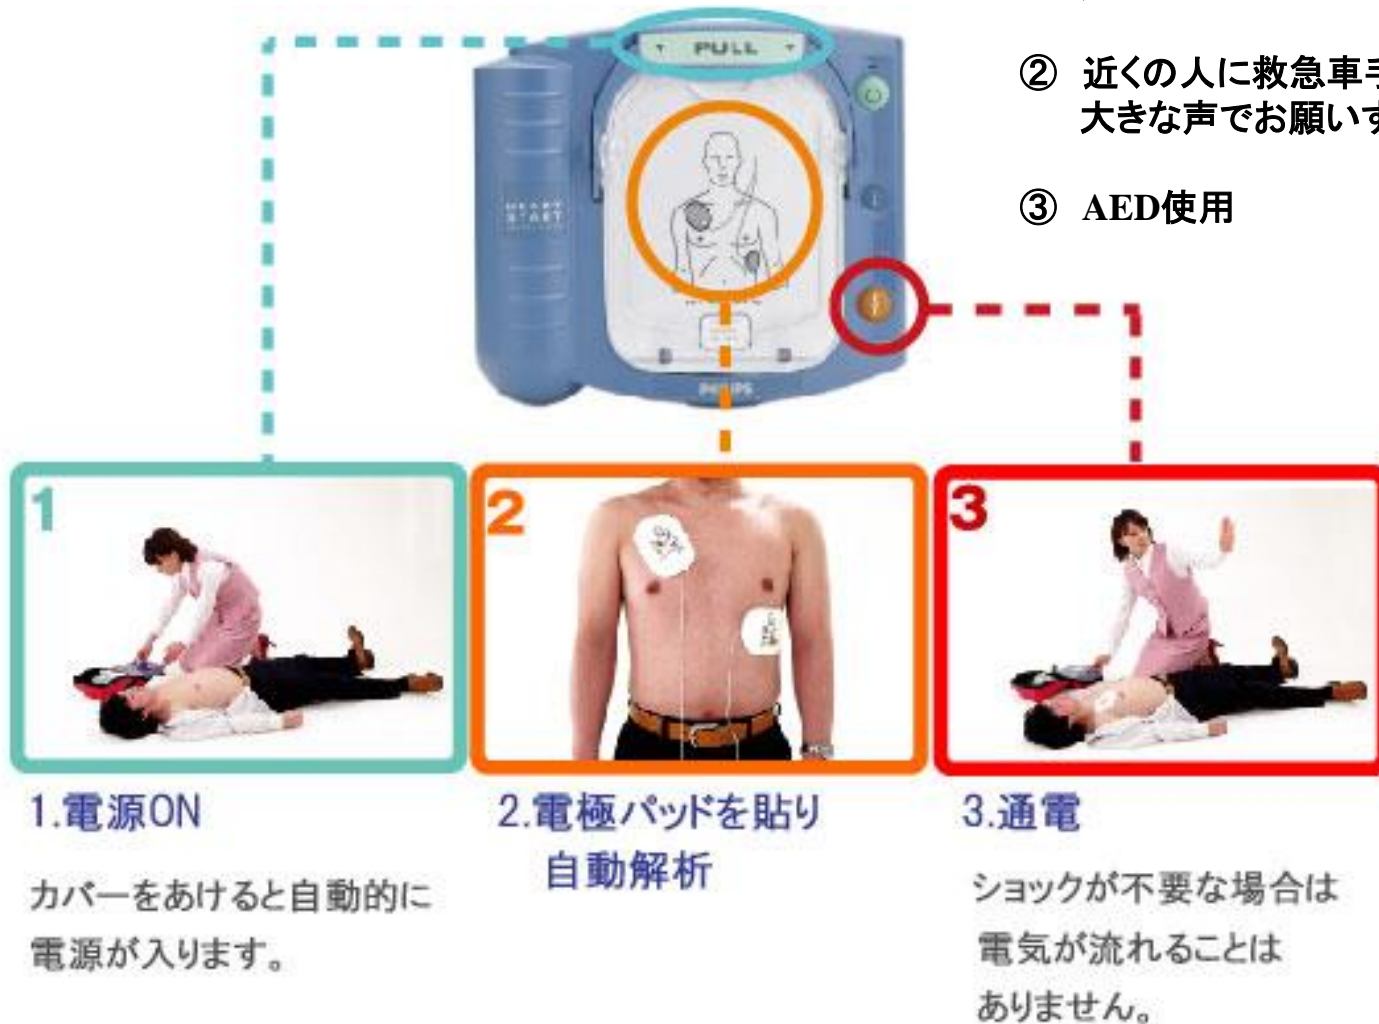 PULL
② 近くの人に救急車手
大きな声でお願いす
③ AED使用
HEART
START
PHILIPS
1
2
3
1.電源ON
カバーをあけると自動的に
電源が入ります。
2.電極パッドを貼り
自動解析
3.通電
ショックが不要な場合は
電気が流れることは
ありません。